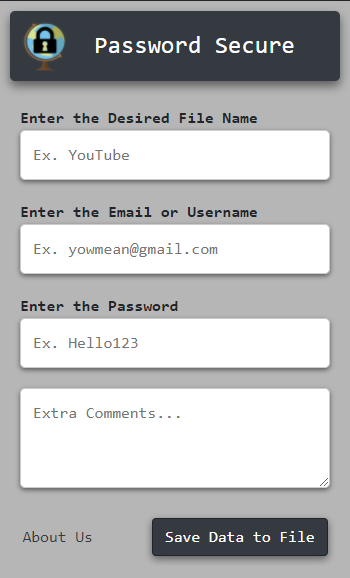 Password Secure
Enter the Desired File Name
Ex. YouTube
Enter the Email or Username
Ex. yowmean@gmail.com
Enter the Password
Ex. Hello123
Extra Comments...
About Us
Save Data to File